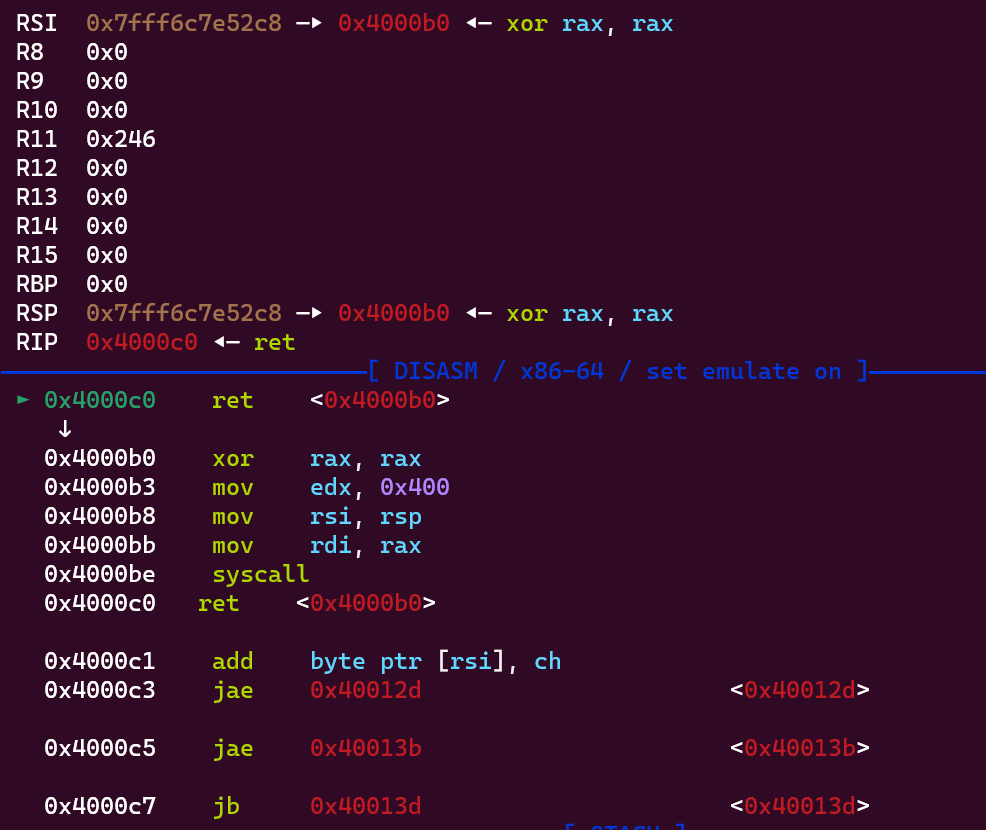 RSI 0x7fff6c7e52c8 —▸ 0x4000b0 ◂— xor rax, rax
R8 0x0
R9 0x0
R10 0x0
R11 0x246
R12 0x0
R13 0x0
R14 0x0
R15 0x0
RBP 0x0
RSP 0x7fff6c7e52c8 —▸ 0x4000b0 ◂— xor rax, rax
RIP 0x4000c0 ◂— ret
[ DISASM / x86-64 / set emulate on ]
► 0x4000c0 ret <0x4000b0>
↓
0x4000b0 xor rax, rax
0x4000b3 mov edx, 0x400
0x4000b8 mov rsi, rsp
0x4000bb mov rdi, rax
0x4000be syscall
0x4000c0 ret <0x4000b0>
0x4000c1 add byte ptr [rsi], ch
0x4000c3 jae 0x40012d <0x40012d>
0x4000c5 jae 0x40013b <0x40013b>
0x4000c7 jb 0x40013d <0x40013d>